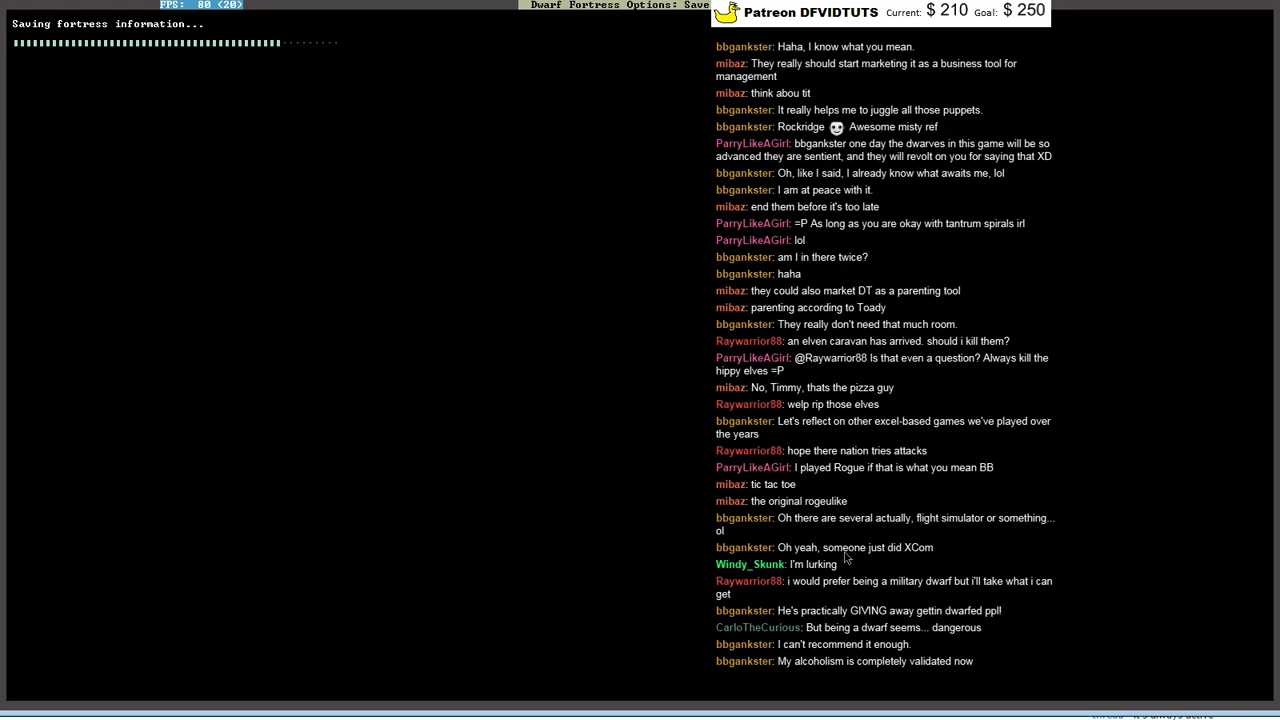 FPS: 80 (20)
Dwarf Fortress Options: Save
Saving fortress information...
Patreon DFVIDTUTS Current: $ 210 Goal: $ 250
bbgankster: Haha, I know what you mean.
mibaz: They really should start marketing it as a business tool for
management
mibaz: think abou tit
bbgankster: It really helps me to juggle all those puppets.
bbgankster: Rockridge Awesome misty ref
ParryLikeAGirl: bbgankster one day the dwarves in this game will be so
advanced they are sentient, and they will revolt on you for saying that XD
bbgankster: Oh, like I said, I already know what awaits me, lol
bbgankster: I am at peace with it.
mibaz: end them before it's too late
ParryLikeAGirl: =P As long as you are okay with tantrum spirals irl
ParryLikeAGirl: lol
bbgankster: am I in there twice?
bbgankster: haha
mibaz: they could also market DT as a parenting tool
mibaz: parenting according to Toady
bbgankster: They really don't need that much room.
Raywarrior88: an elven caravan has arrived. should i kill them?
ParryLikeAGirl: @Raywarrior88 Is that even a question? Always kill the
hippy elves =P
mibaz: No, Timmy, thats the pizza guy
Raywarrior88: welp rip those elves
bbgankster: Let's reflect on other excel-based games we've played over
the years
Raywarrior88: hope there nation tries attacks
ParryLikeAGirl: I played Rogue if that is what you mean BB
mibaz: tic tac toe
mibaz: the original rogeulike
bbgankster: Oh there are several actually, flight simulator or something...
ol
bbgankster: Oh yeah, someone just did XCom
Windy_Skunk: I'm lurking
Raywarrior88: i would prefer being a military dwarf but i'll take what i can
get
bbgankster: He's practically GIVING away gettin dwarfed ppl!
CarloTheCurious: But being a dwarf seems... dangerous
bbgankster: I can't recommend it enough.
bbgankster: My alcoholism is completely validated now